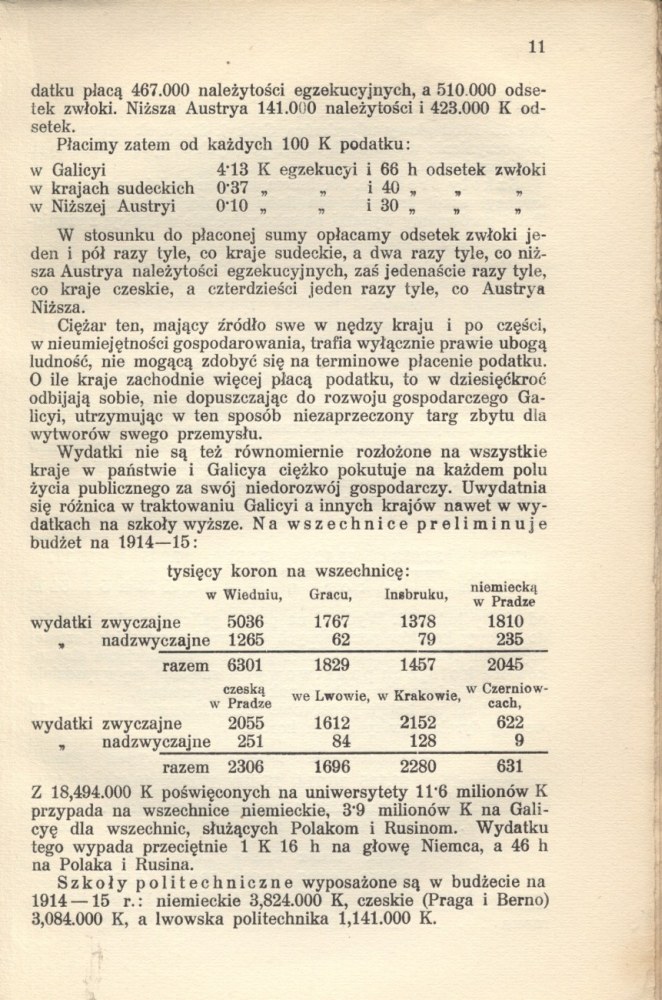 11
datku płacą 467.000 należytości egzekucyjnych, a 510.000 odse-
tek zwłoki. Niższa Austrya 141.000 należytości i 423.000 K od-
setek.
Płacimy zatem od każdych 100 K podatku:
w Galicyi 4·13 K egzekucyi i 66 h odsetek zwłoki
w krajach sudeckich 0·37 „ „ i 40 „ „ „
w Niższej Austryi 0·10 „ „ i 30 „ „ „
W stosunku do płaconej sumy opłacamy odsetek zwłoki je-
den i pół razy tyle, co kraje sudeckie, a dwa razy tyle, co niż-
sza Austrya należytości egzekucyjnych, zaś jedenaście razy tyle,
co kraje czeskie, a czterdzieści jeden razy tyle, co Austrya
Niższa.
Ciężar ten, mający źródło swe w nędzy kraju i po części,
w nieumiejętności gospodarowania, trafia wyłącznie prawie ubogą
ludność, nie mogącą zdobyć się na terminowe płacenie podatku.
O ile kraje zachodnie więcej płacą podatku, to w dziesięćkroć
odbijają sobie, nie dopuszczając do rozwoju gospodarczego Ga-
licyi, utrzymując w ten sposób niezaprzeczony targ zbytu dla
wytworów swego przemysłu.
Wydatki nie są też równomiernie rozłożone na wszystkie
kraje w państwie i Galicya ciężko pokutuje na każdem polu
życia publicznego za swój niedorozwój gospodarczy. Uwydatnia
się różnica w traktowaniu Galicyi a innych krajów nawet w wy-
datkach na szkoły wyższe. Na wszechnice preliminuje
budżet na 1914—15:
tysięcy koron na wszechnicę:
w Wiedniu, Gracu, Insbruku, niemiecką w Pradze
wydatki zwyczajne 5036 1767 1378 1810
„ nadzwyczajne 1265 62 79 235
razem 6301 1829 1457 2045
czeską w Pradze we Lwowie, w Krakowie, w Czerniow-cach,
wydatki zwyczajne 2055 1612 2152 622
„ nadzwyczajne 251 84 128 9
razem 2306 1696 2280 631
Z 18,494.000 K poświęconych na uniwersytety 11·6 milionów K
przypada na wszechnice niemieckie, 3·9 milionów K na Gali-
cyę dla wszechnic, służących Polakom i Rusinom. Wydatku
tego wypada przeciętnie 1 K 16 h na głowę Niemca, a 46 h
na Polaka i Rusina.
Szkoły politechniczne wyposażone są w budżecie na
1914—15 r.: niemieckie 3,824.000 K, czeskie (Praga i Berno)
3,084.000 K, a lwowska politechnika 1,141.000 K.